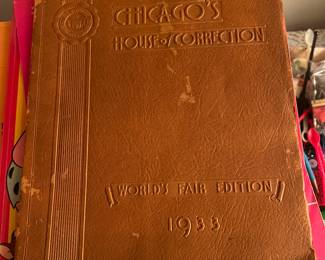 CHICAGO'S
HOUSE of CORRECTION
WORLD'S FAIR EDITION
1933